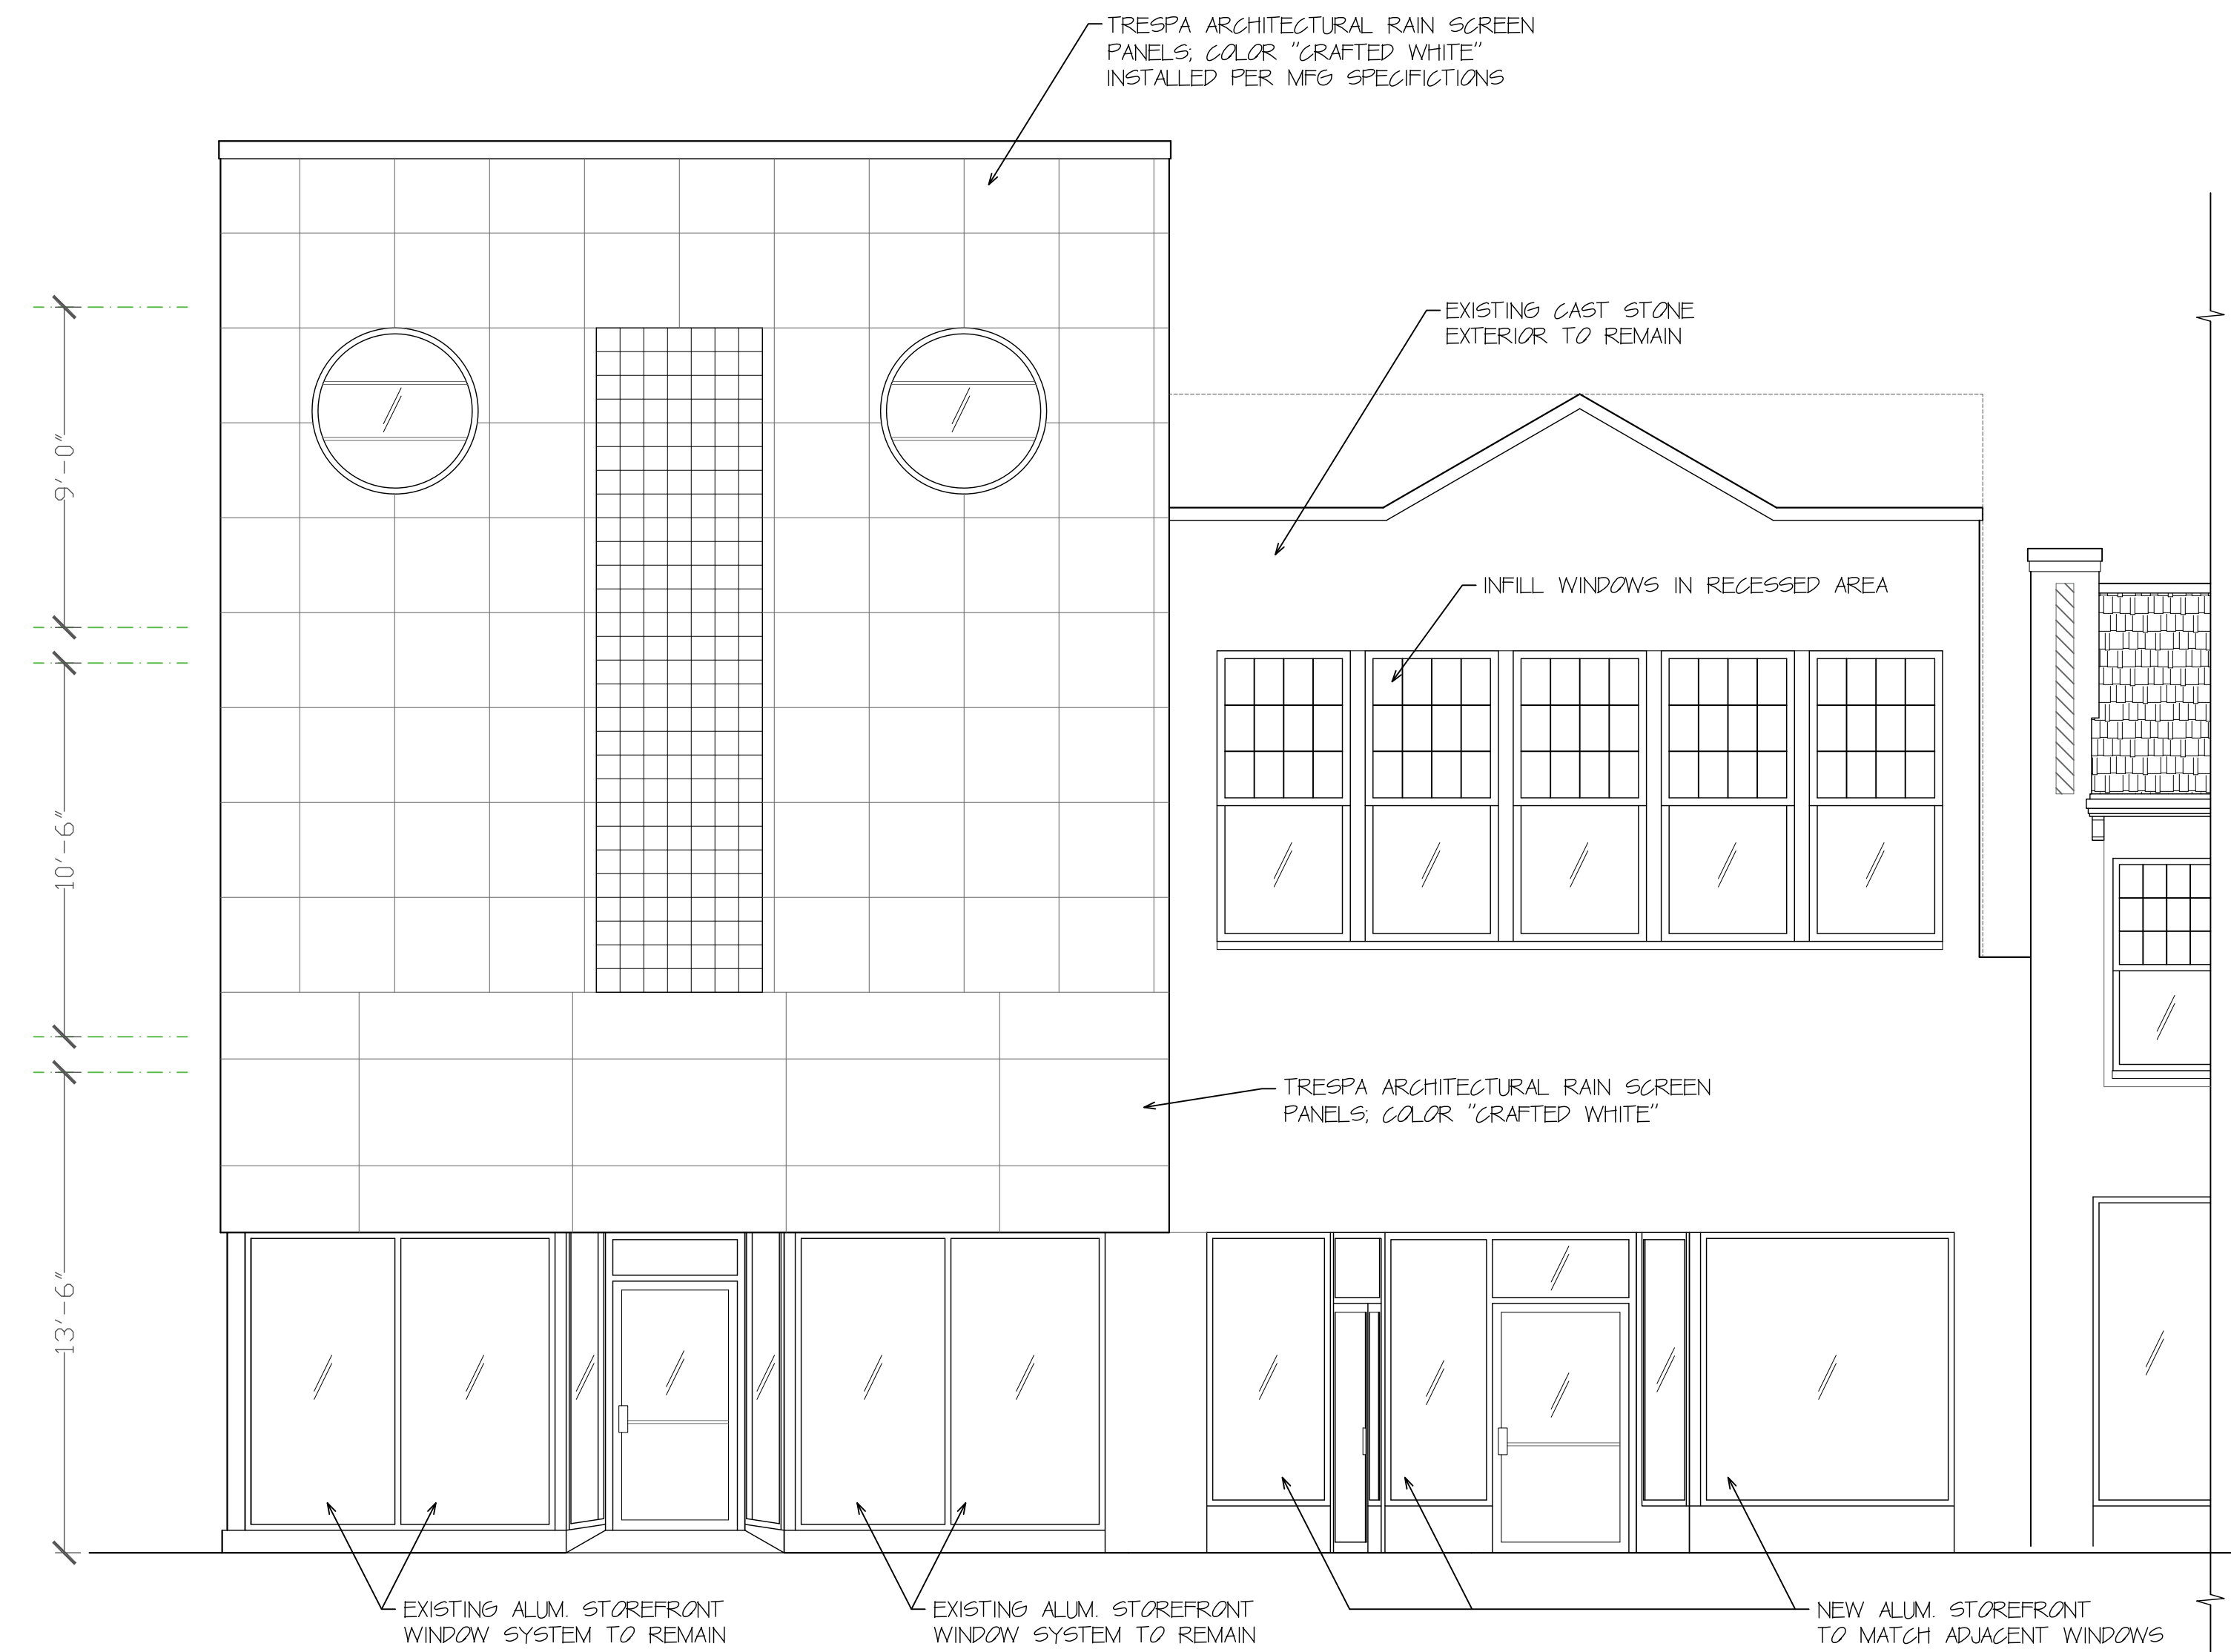 TRESPA ARCHITECTURAL RAIN SCREEN
PANELS; COLOR "CRAFTED WHITE"
INSTALLED PER MFG SPECIFICTIONS
EXISTING CAST STONE
EXTERIOR TO REMAIN
9'-0"
INFILL WINDOWS IN RECESSED AREA
10'-6"
TRESPA ARCHITECTURAL RAIN SCREEN
PANELS; COLOR "CRAFTED WHITE"
13'-6"
EXISTING ALUM. STOREFRONT
WINDOW SYSTEM TO REMAIN
EXISTING ALUM. STOREFRONT
WINDOW SYSTEM TO REMAIN
NEW ALUM. STOREFRONT
TO MATCH ADJACENT WINDOWS